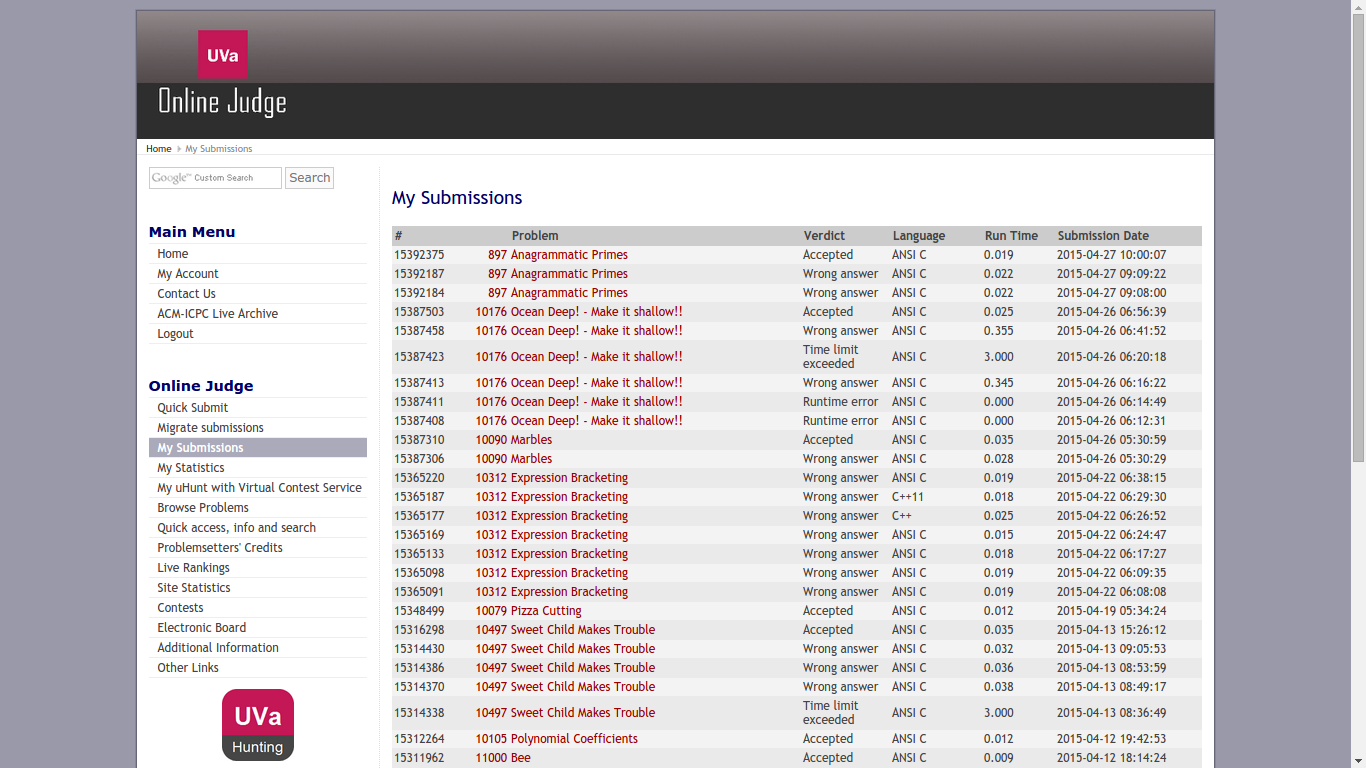 UVa
Online Judge
Home My Submissions
Google™ Custom Search Search
Main Menu
Home
My Account
Contact Us
ACM-ICPC Live Archive
Logout
Online Judge
Quick Submit
Migrate submissions
My Submissions
My Statistics
My uHunt with Virtual Contest Service
Browse Problems
Quick access, info and search
Problemsetters' Credits
Live Rankings
Site Statistics
Contests
Electronic Board
Additional Information
Other Links
UVa
Hunting
My Submissions
# Problem Verdict Language Run Time Submission Date
15392375 897 Anagrammatic Primes Accepted ANSI C 0.019 2015-04-27 10:00:07
15392187 897 Anagrammatic Primes Wrong answer ANSI C 0.022 2015-04-27 09:09:22
15392184 897 Anagrammatic Primes Wrong answer ANSI C 0.022 2015-04-27 09:08:00
15387503 10176 Ocean Deep! - Make it shallow!! Accepted ANSI C 0.025 2015-04-26 06:56:39
15387458 10176 Ocean Deep! - Make it shallow!! Wrong answer ANSI C 0.355 2015-04-26 06:41:52
15387423 10176 Ocean Deep! - Make it shallow!! Time limit exceeded ANSI C 3.000 2015-04-26 06:20:18
15387413 10176 Ocean Deep! - Make it shallow!! Wrong answer ANSI C 0.345 2015-04-26 06:16:22
15387411 10176 Ocean Deep! - Make it shallow!! Runtime error ANSI C 0.000 2015-04-26 06:14:49
15387408 10176 Ocean Deep! - Make it shallow!! Runtime error ANSI C 0.000 2015-04-26 06:12:31
15387310 10090 Marbles Accepted ANSI C 0.035 2015-04-26 05:30:59
15387306 10090 Marbles Wrong answer ANSI C 0.028 2015-04-26 05:30:29
15365220 10312 Expression Bracketing Wrong answer ANSI C 0.019 2015-04-22 06:38:15
15365187 10312 Expression Bracketing Wrong answer C++11 0.018 2015-04-22 06:29:30
15365177 10312 Expression Bracketing Wrong answer C++ 0.025 2015-04-22 06:26:52
15365169 10312 Expression Bracketing Wrong answer ANSI C 0.015 2015-04-22 06:24:47
15365133 10312 Expression Bracketing Wrong answer ANSI C 0.018 2015-04-22 06:17:27
15365098 10312 Expression Bracketing Wrong answer ANSI C 0.019 2015-04-22 06:09:35
15365091 10312 Expression Bracketing Wrong answer ANSI C 0.019 2015-04-22 06:08:08
15348499 10079 Pizza Cutting Accepted ANSI C 0.012 2015-04-19 05:34:24
15316298 10497 Sweet Child Makes Trouble Accepted ANSI C 0.035 2015-04-13 15:26:12
15314430 10497 Sweet Child Makes Trouble Wrong answer ANSI C 0.032 2015-04-13 09:05:53
15314386 10497 Sweet Child Makes Trouble Wrong answer ANSI C 0.036 2015-04-13 08:53:59
15314370 10497 Sweet Child Makes Trouble Wrong answer ANSI C 0.038 2015-04-13 08:49:17
15314338 10497 Sweet Child Makes Trouble Time limit exceeded ANSI C 3.000 2015-04-13 08:36:49
15312264 10105 Polynomial Coefficients Accepted ANSI C 0.012 2015-04-12 19:42:53
15311962 11000 Bee Accepted ANSI C 0.009 2015-04-12 18:14:24